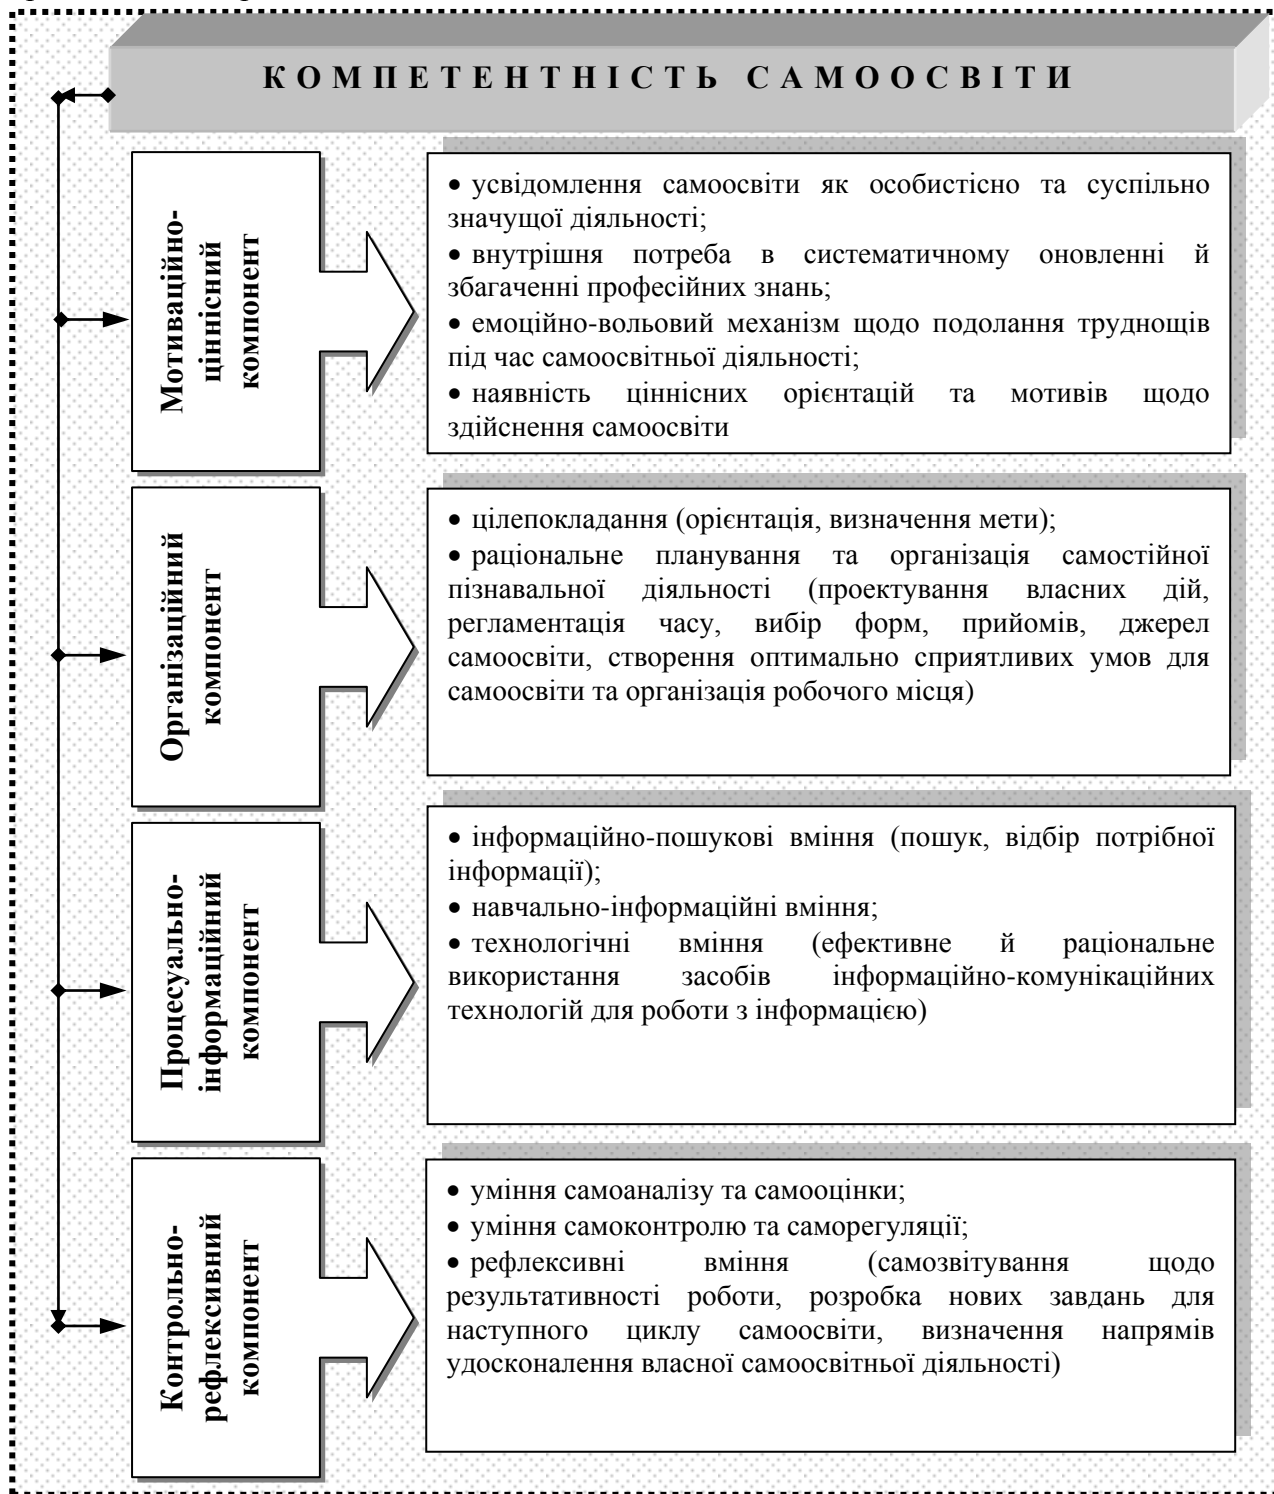 КОМПЕТЕНТНІСТЬ САМООСВІТИ
Мотиваційно-
ціннісний
компонент
• усвідомлення самоосвіти як особистісно та суспільно
значущої діяльності;
• внутрішня потреба в систематичному оновленні й
збагаченні професійних знань;
• емоційно-вольовий механізм щодо подолання труднощів
під час самоосвітньої діяльності;
• наявність ціннісних орієнтацій та мотивів щодо
здійснення самоосвіти
Організаційний
компонент
• цілепокладання (орієнтація, визначення мети);
• раціональне планування та організація самостійної
пізнавальної діяльності (проектування власних дій,
регламентація часу, вибір форм, прийомів, джерел
самоосвіти, створення оптимально сприятливих умов для
самоосвіти та організація робочого місця)
Процесуально-
інформаційний
компонент
• інформаційно-пошукові вміння (пошук, відбір потрібної
інформації);
• навчально-інформаційні вміння;
• технологічні вміння (ефективне й раціональне
використання засобів інформаційно-комунікаційних
технологій для роботи з інформацією)
Контрольно-
рефлексивний
компонент
• уміння самоаналізу та самооцінки;
• уміння самоконтролю та саморегуляції;
• рефлексивні вміння (самозвітування щодо
результативності роботи, розробка нових завдань для
наступного циклу самоосвіти, визначення напрямів
удосконалення власної самоосвітньої діяльності)